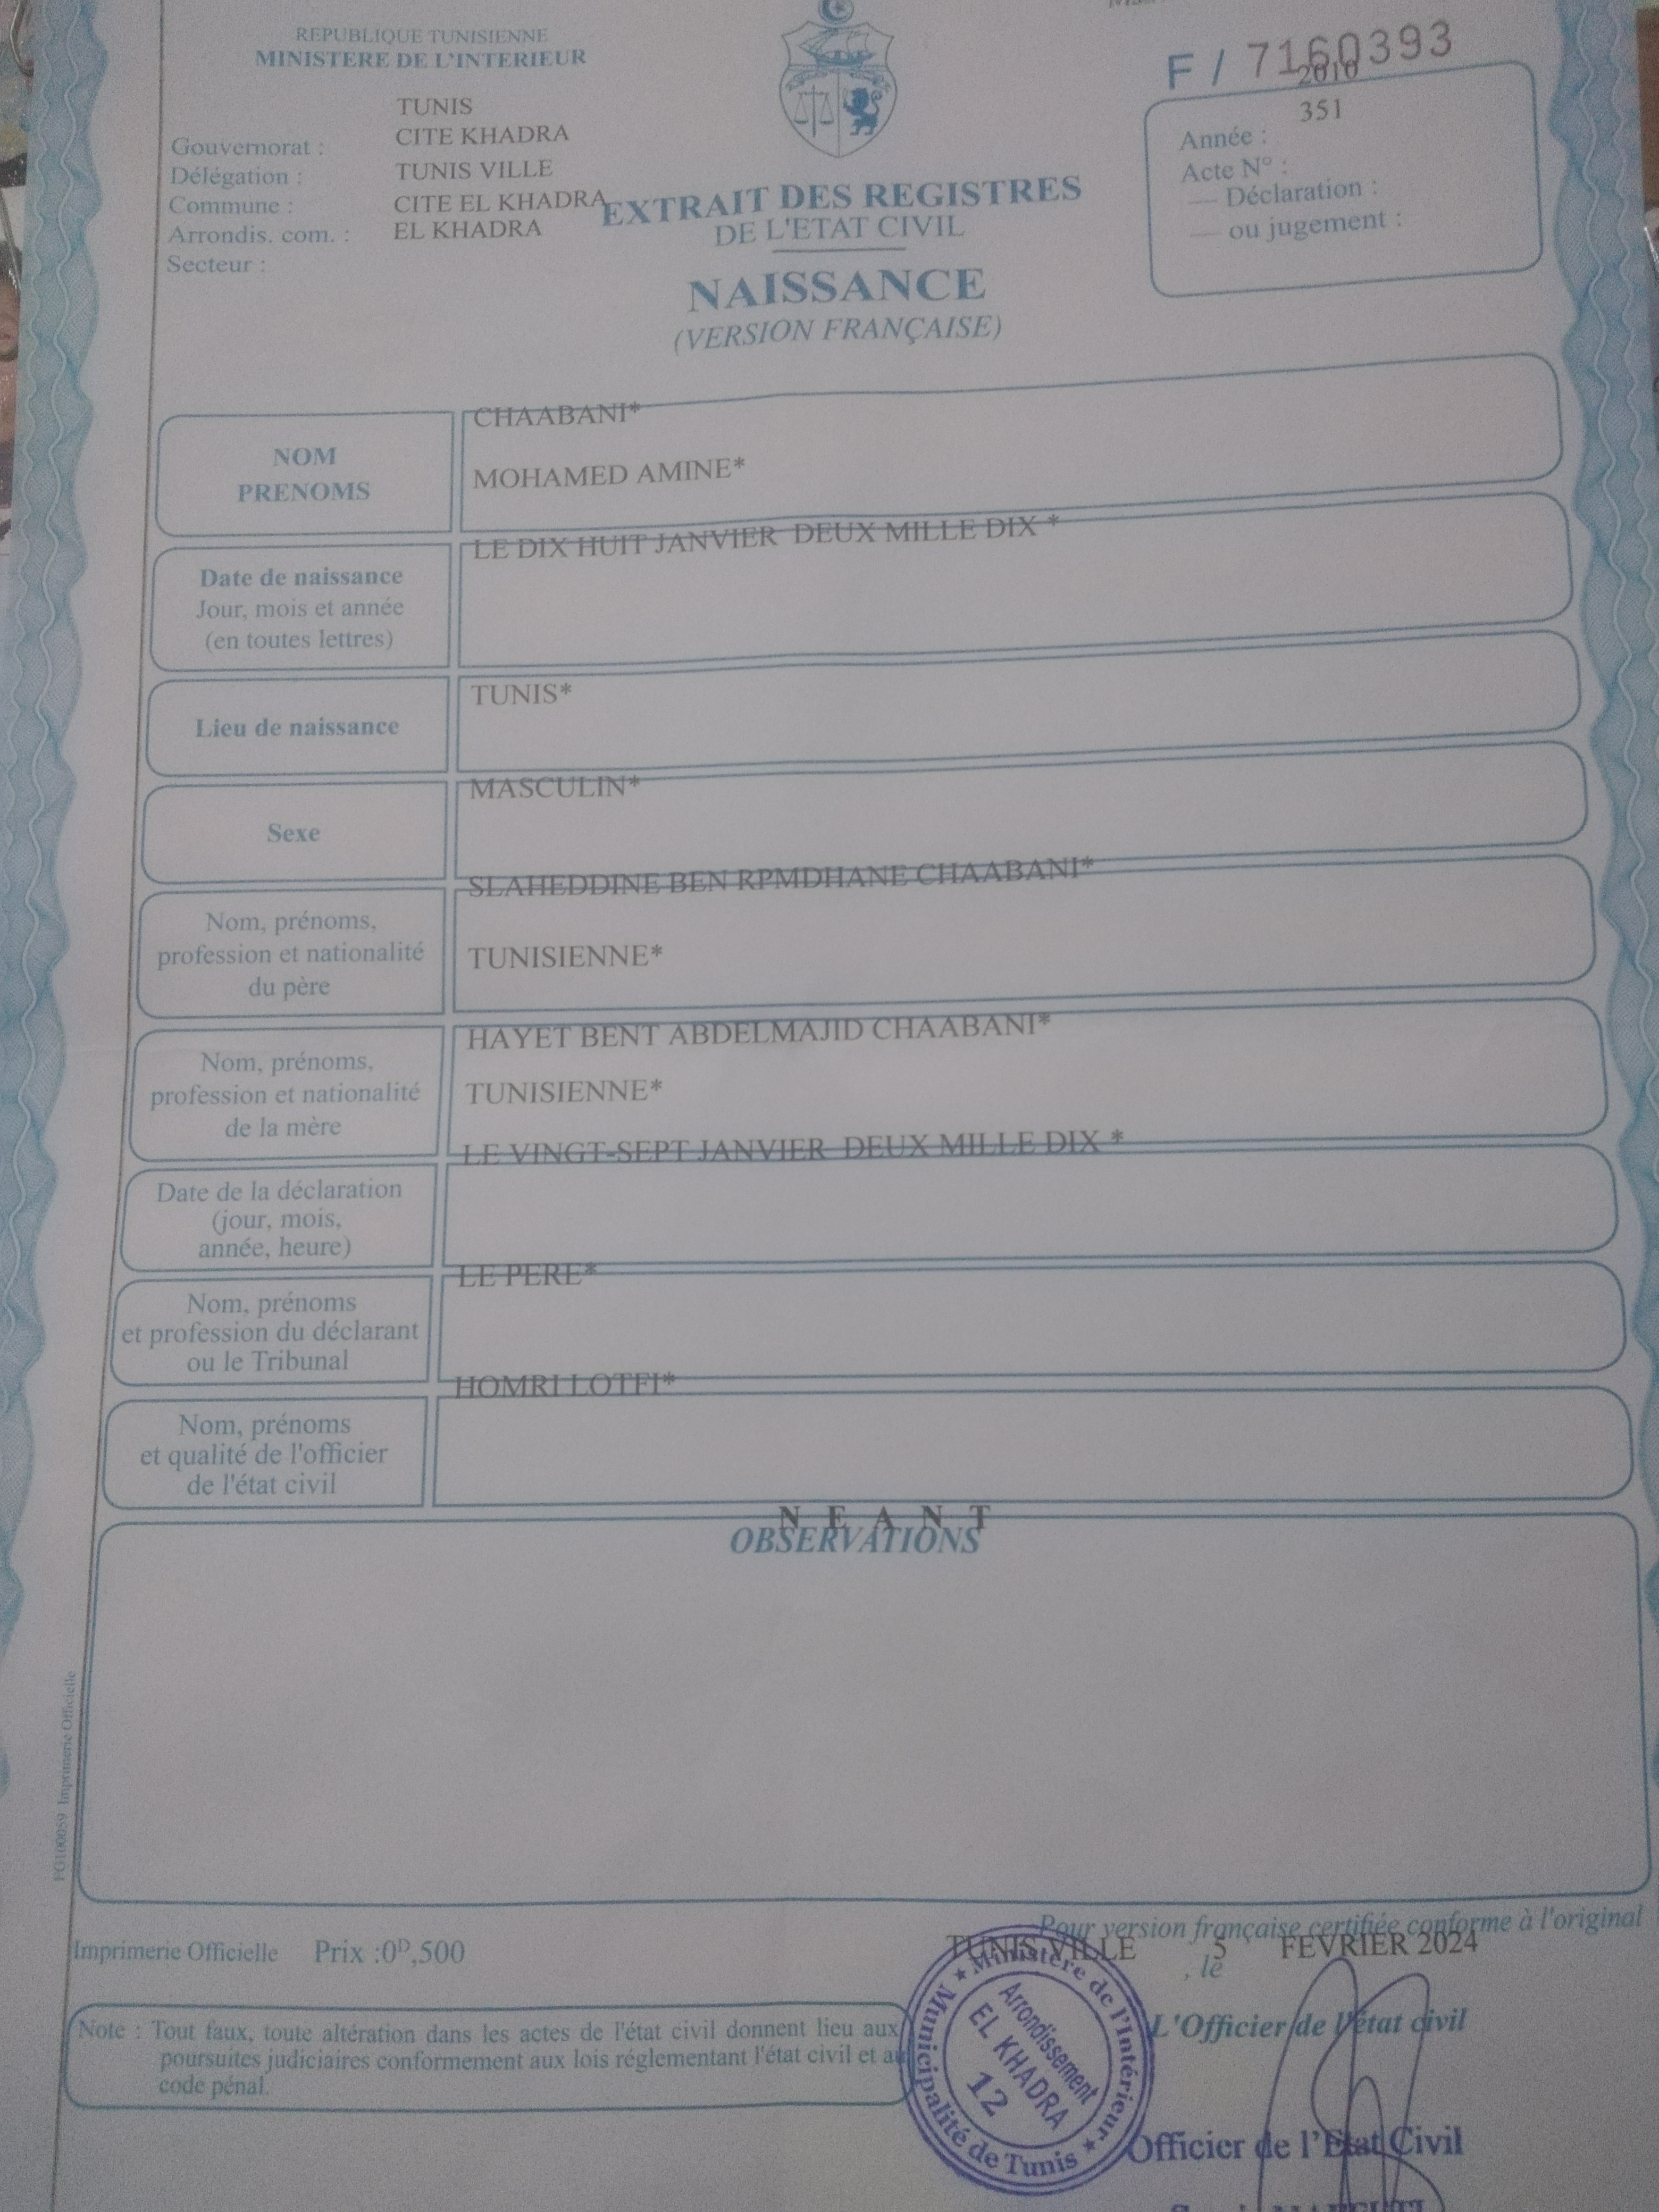 REPUBLIQUE TUNISIENNE
MINISTERE DE L'INTERIEUR
F / 7160393
2010
351
Année :
Acte N° :
— Déclaration :
— ou jugement :
TUNIS
Gouvernorat : CITE KHADRA
Délégation : TUNIS VILLE
Commune : CITE EL KHADRA
Arrondis. com. : EL KHADRA
Secteur :
EXTRAIT DES REGISTRES
DE L'ETAT CIVIL
NAISSANCE
(VERSION FRANÇAISE)
NOM
PRENOMS
CHAABANI*
MOHAMED AMINE*
Date de naissance
Jour, mois et année
(en toutes lettres)
LE DIX HUIT JANVIER DEUX MILLE DIX *
Lieu de naissance
TUNIS*
Sexe
MASCULIN*
Nom, prénoms,
profession et nationalité
du père
SLAHEDDINE BEN RPMDHANE CHAABANI*
TUNISIENNE*
Nom, prénoms,
profession et nationalité
de la mère
HAYET BENT ABDELMAJID CHAABANI*
TUNISIENNE*
Date de la déclaration
(jour, mois,
année, heure)
LE VINGT-SEPT JANVIER DEUX MILLE DIX *
Nom, prénoms
et profession du déclarant
ou le Tribunal
LE PERE*
Nom, prénoms
et qualité de l'officier
de l'état civil
HOMRI LOTFI*
N E A N T
OBSERVATIONS
FG100059 Imprimerie Officielle
Pour version française certifiée conforme à l'original
Imprimerie Officielle Prix :0ᴰ,500
TUNIS VILLE , le 5 FEVRIER 2024
Note : Tout faux, toute altération dans les actes de l'état civil donnent lieu aux
poursuites judiciaires conformement aux lois réglementant l'état civil et au
code pénal.
L'Officier de l'état civil
★ Ministère de l'Intérieur ★ Municipalité de Tunis
Arrondissement
EL KHADRA
12
Officier de l'Etat Civil